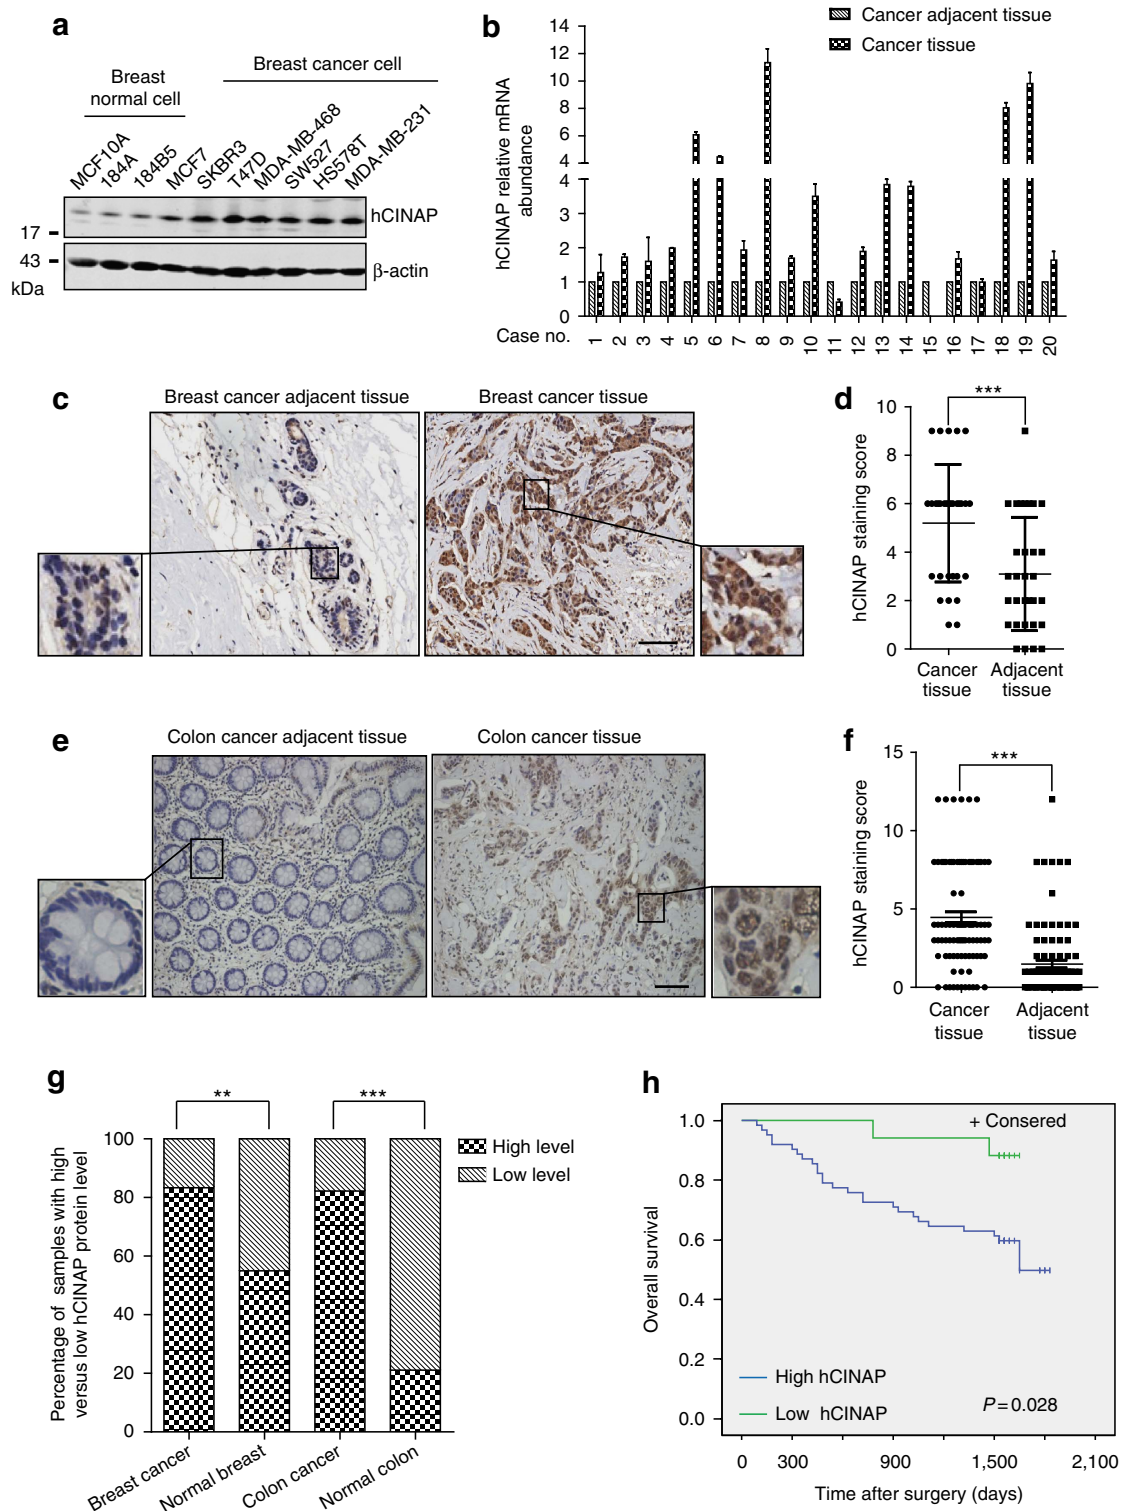 a
Breast normal cell
Breast cancer cell
MCF10A
184A
184B5
MCF7
SKBR3
T47D
MDA-MB-468
SW527
HS578T
MDA-MB-231
hCINAP
17
43
β-actin
kDa
b
Cancer adjacent tissue
Cancer tissue
hCINAP relative mRNA abundance
14
12
10
8
6
4
4
3
2
1
0
Case no.
1 2 3 4 5 6 7 8 9 10 11 12 13 14 15 16 17 18 19 20
c
Breast cancer adjacent tissue
Breast cancer tissue
d
***
hCINAP staining score
10
8
6
4
2
0
Cancer tissue
Adjacent tissue
e
Colon cancer adjacent tissue
Colon cancer tissue
f
***
hCINAP staining score
15
10
5
0
Cancer tissue
Adjacent tissue
g
**
***
Percentage of samples with high versus low hCINAP protein level
100
80
60
40
20
0
High level
Low level
Breast cancer
Normal breast
Colon cancer
Normal colon
h
+ Consered
Overall survival
1.0
0.8
0.6
0.4
0.2
0.0
High hCINAP
Low hCINAP
P = 0.028
0 300 900 1,500 2,100
Time after surgery (days)